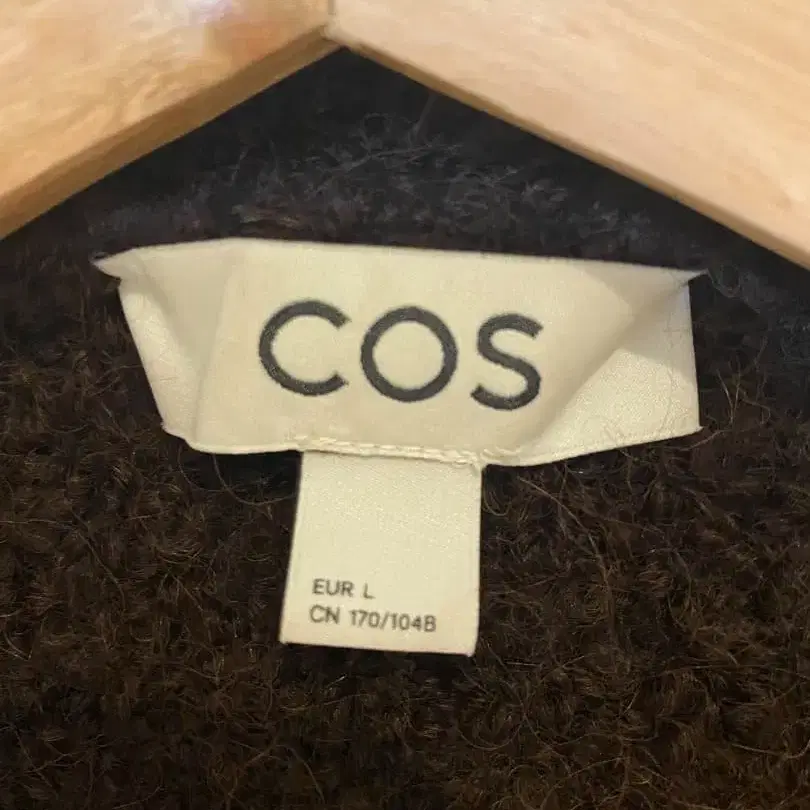 COS
EUR L
CN 170/104B